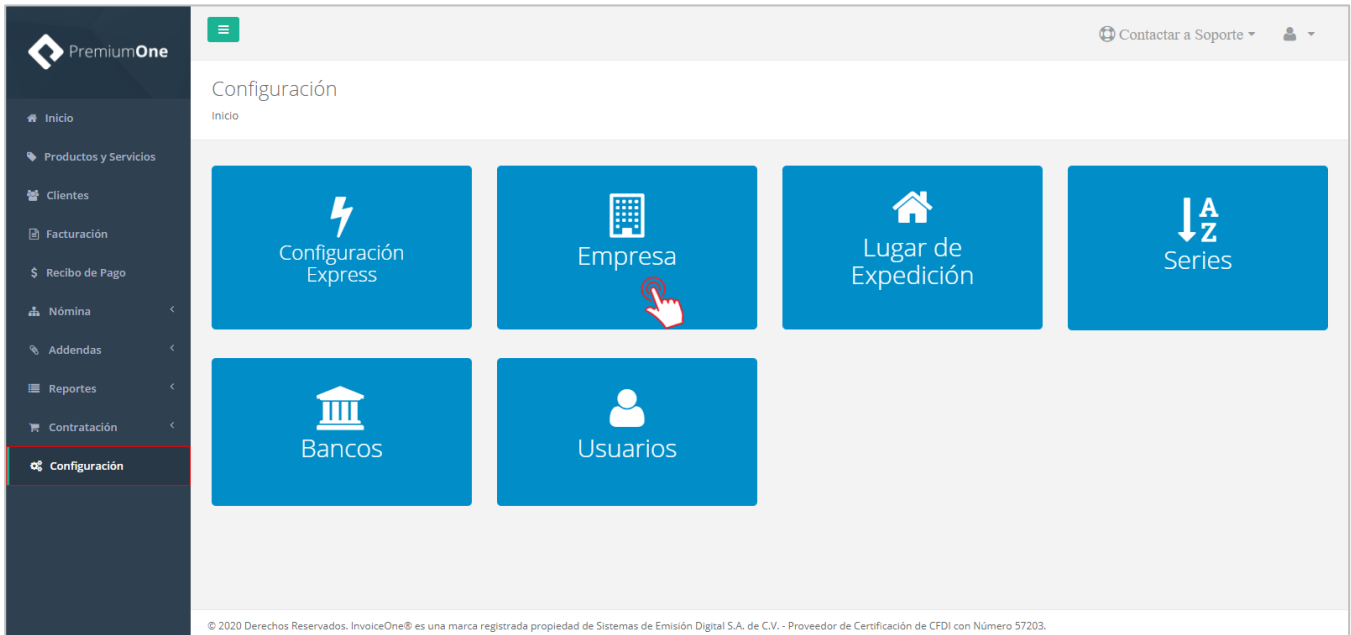 PremiumOne
Contactar a Soporte
Configuración
Inicio
Inicio
Productos y Servicios
Clientes
Facturación
Recibo de Pago
Nómina
Addendas
Reportes
Contratación
Configuración
Configuración
Express
Empresa
Lugar de
Expedición
A
Z
Series
Bancos
Usuarios
© 2020 Derechos Reservados. InvoiceOne® es una marca registrada propiedad de Sistemas de Emisión Digital S.A. de C.V. - Proveedor de Certificación de CFDI con Número 57203.